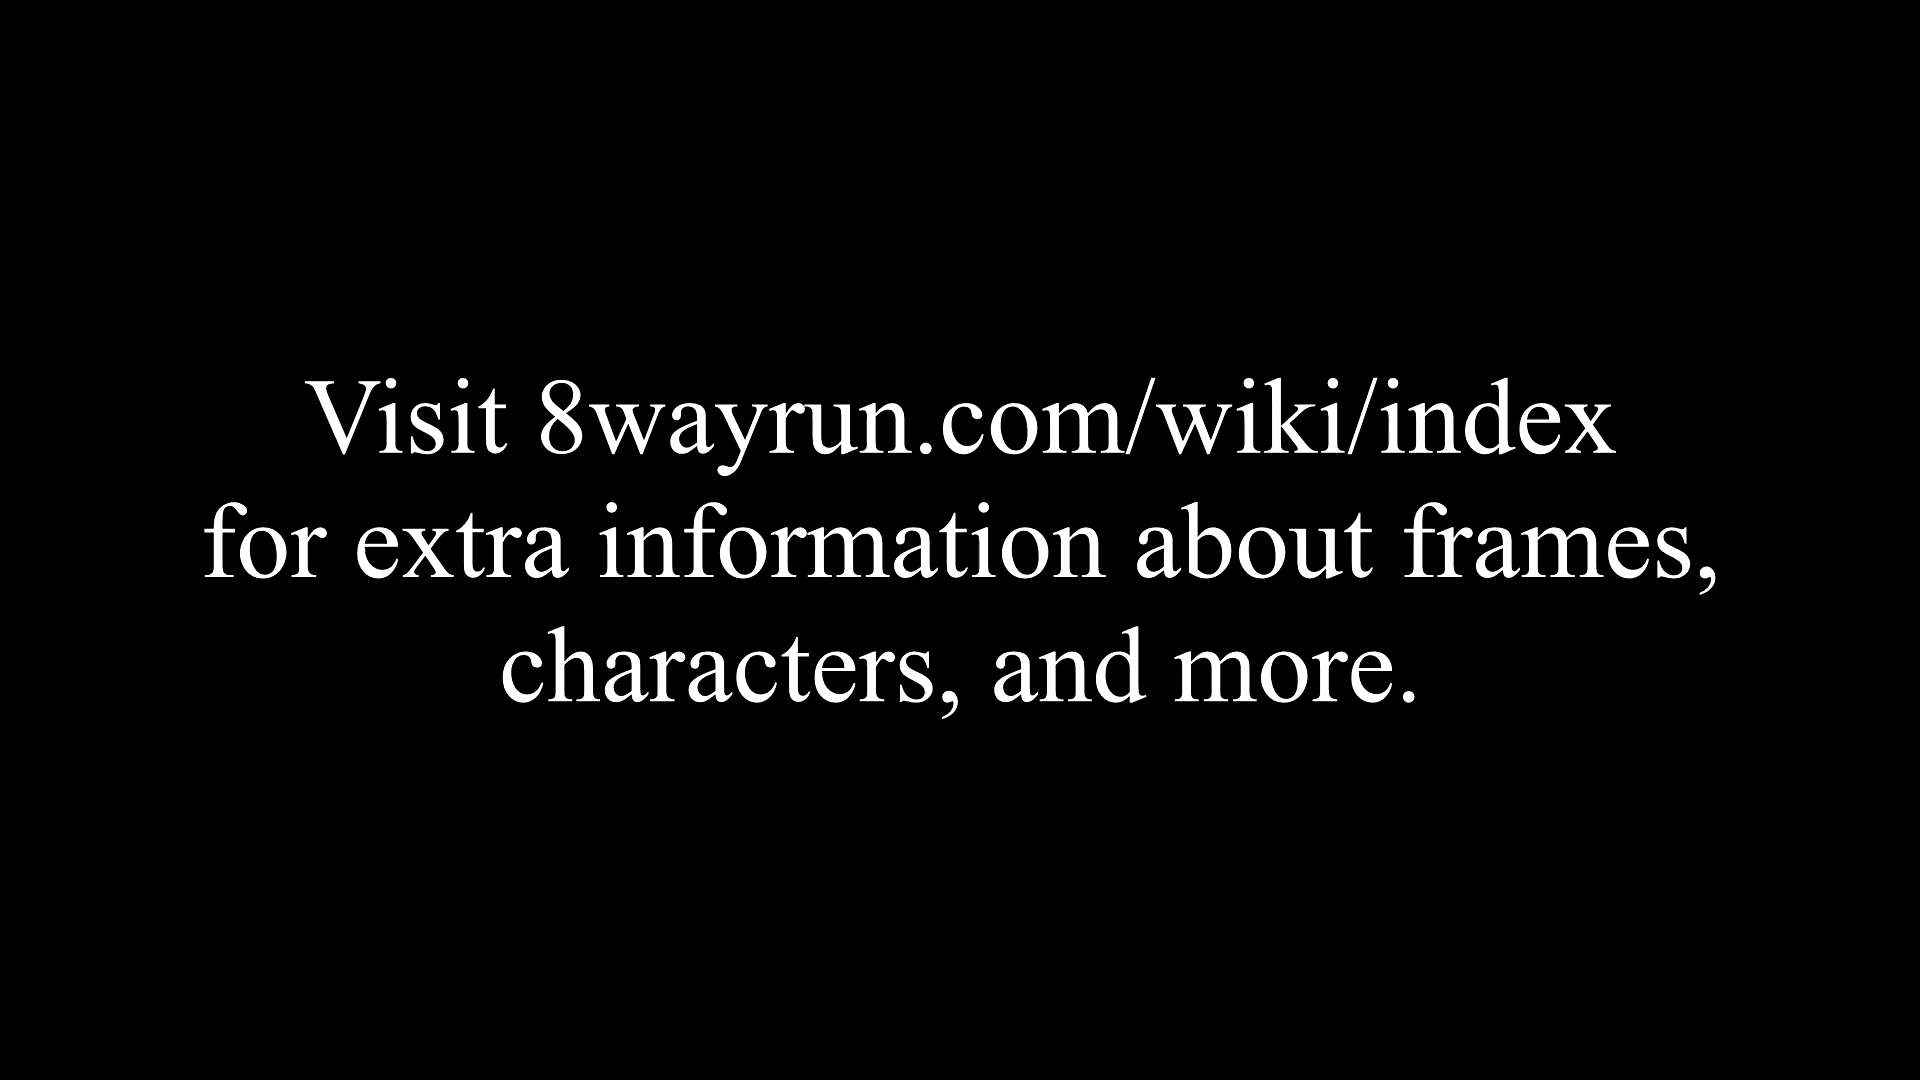 Visit 8wayrun.com/wiki/index
for extra information about frames,
characters, and more.